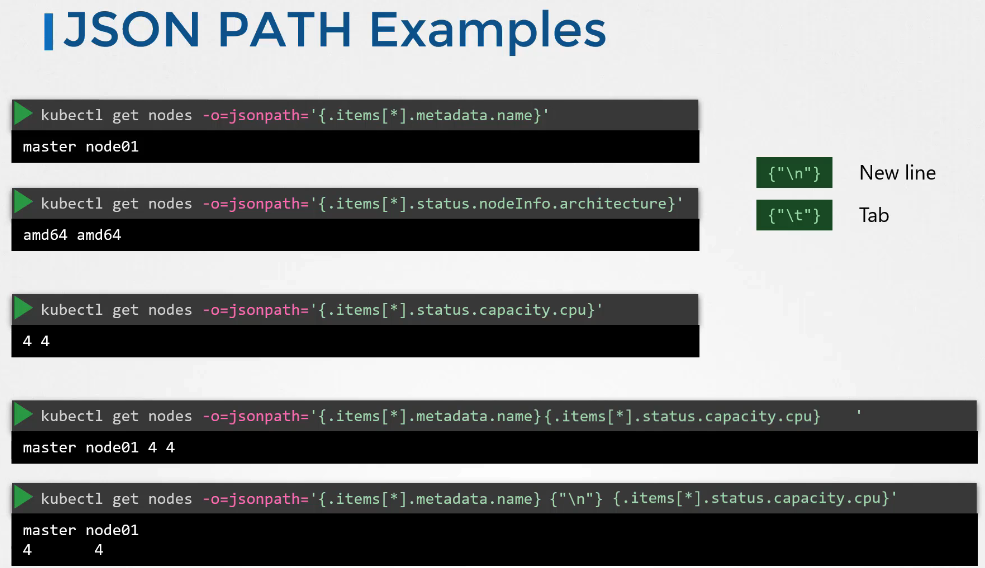 JSON PATH Examples
kubectl get nodes -o=jsonpath='{.items[*].metadata.name}'
master node01
{"\n"} New line
kubectl get nodes -o=jsonpath='{.items[*].status.nodeInfo.architecture}'
{"\t"} Tab
amd64 amd64
kubectl get nodes -o=jsonpath='{.items[*].status.capacity.cpu}'
4 4
kubectl get nodes -o=jsonpath='{.items[*].metadata.name}{.items[*].status.capacity.cpu}    '
master node01 4 4
kubectl get nodes -o=jsonpath='{.items[*].metadata.name} {"\n"} {.items[*].status.capacity.cpu}'
master node01
4       4